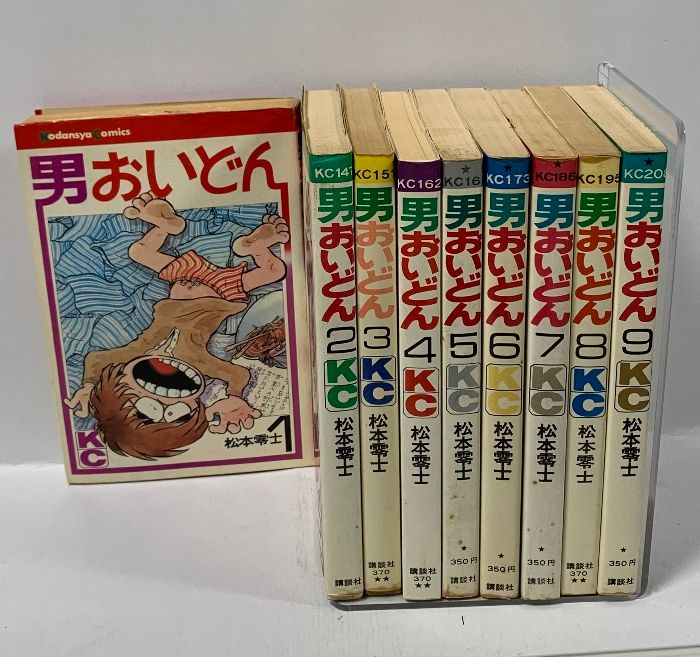 Kodansya Comics
男おいどん
KC
松本零士
1
KC147
男おいどん
2
KC
松本零士
講談社
KC151
男おいどん
3
KC
松本零士
講談社
370
★★
KC162
男おいどん
4
KC
松本零士
講談社
370
★★
男おいどん
5
KC
松本零士
★
350円
講談社
★
KC173
男おいどん
6
KC
松本零士
★
350円
講談社
★
KC186
男おいどん
7
KC
松本零士
★
350円
講談社
KC195
男おいどん
8
KC
松本零士
講談社
370
★★
★
男おいどん
9
KC
松本零士
★
350円
講談社